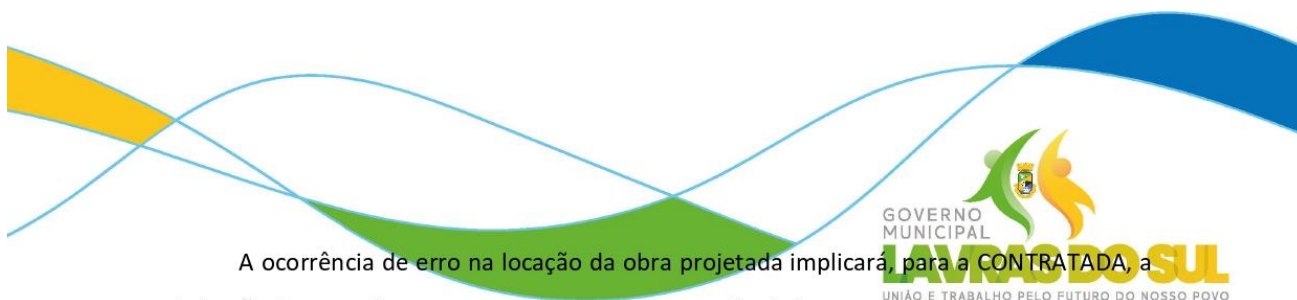 GOVERNO
MUNICIPAL
LAVRAS DO SUL
UNIÃO E TRABALHO PELO FUTURO DO NOSSO POVO
A ocorrência de erro na locação da obra projetada implicará, para a CONTRATADA, a